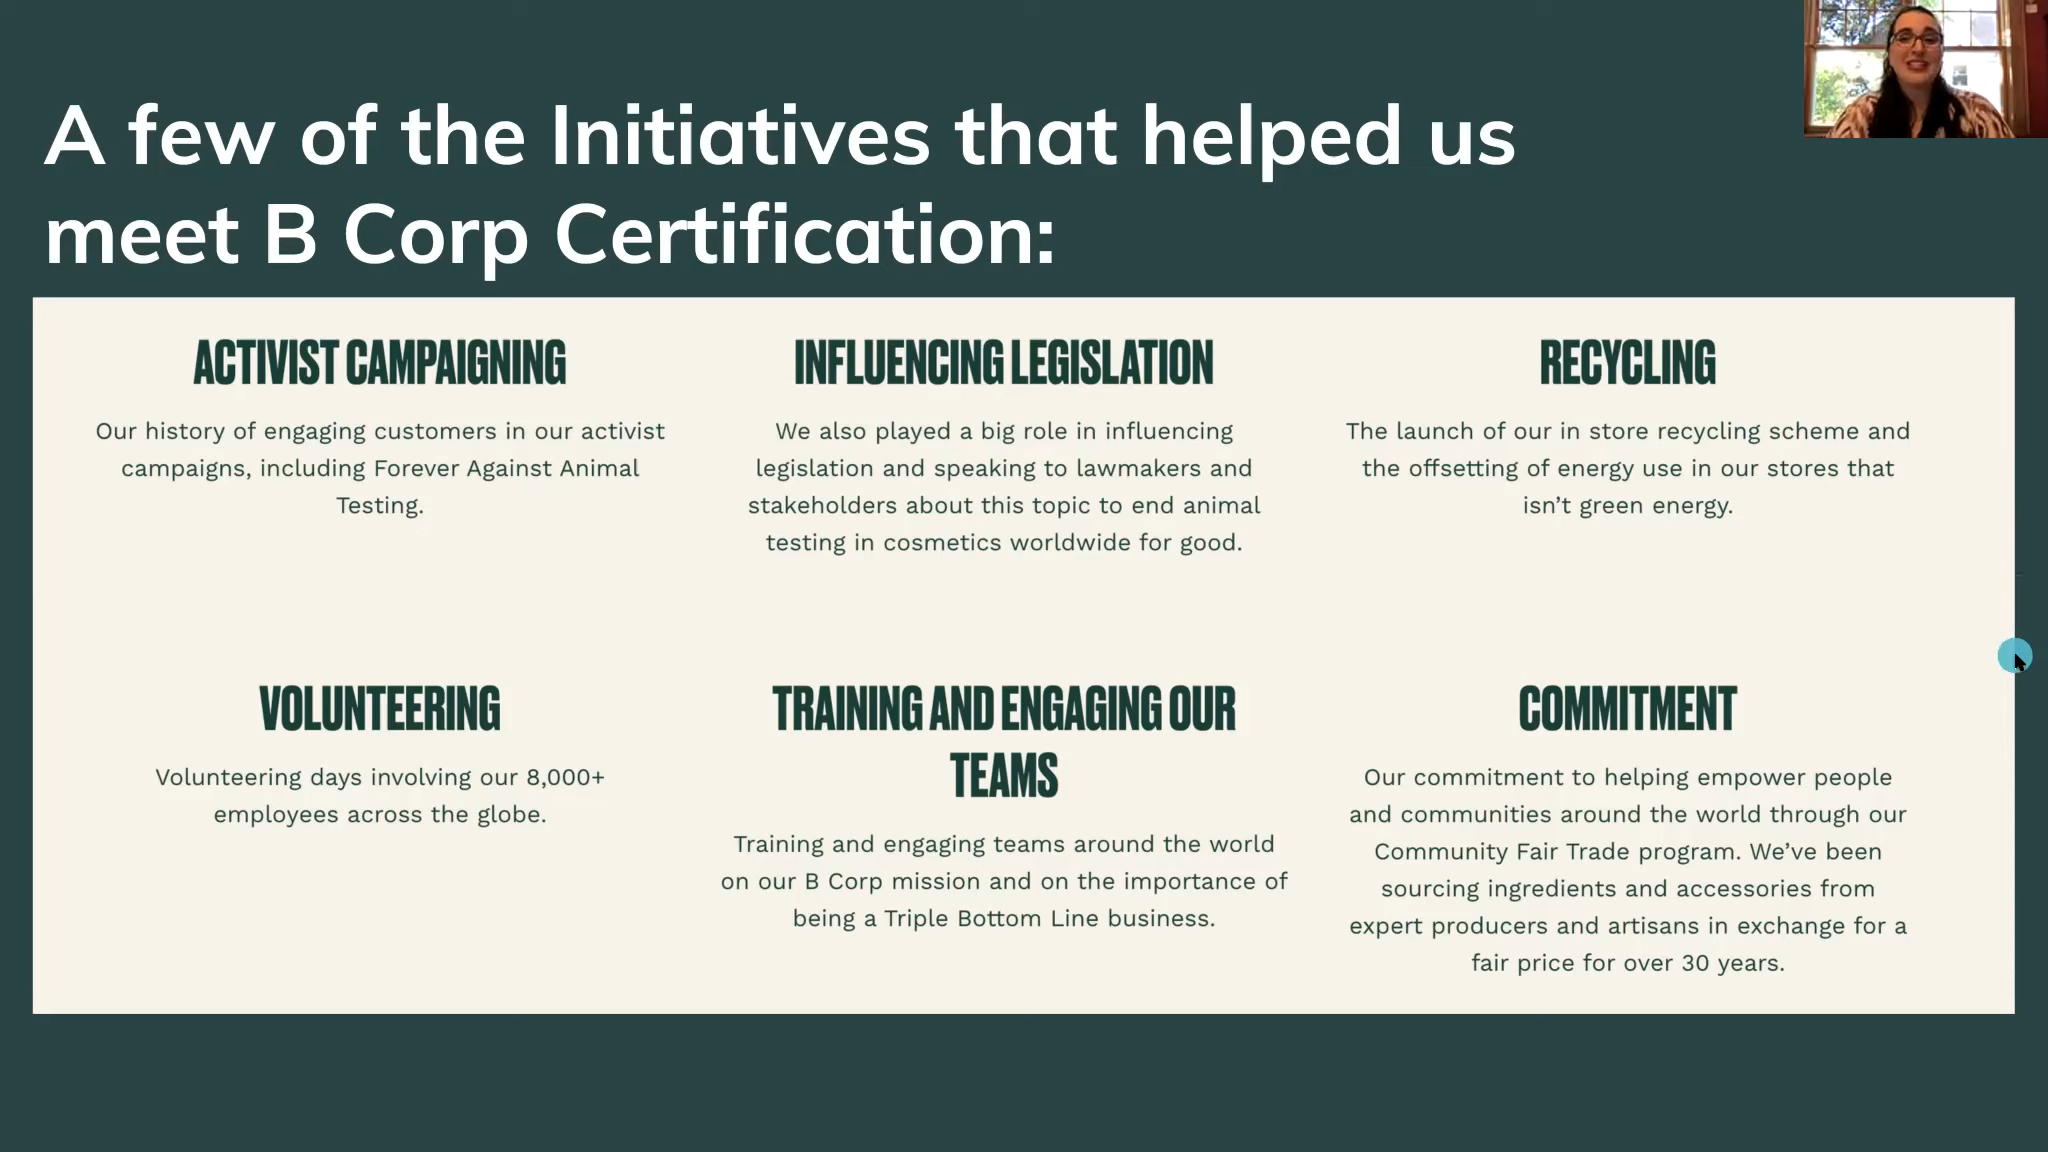 A few of the Initiatives that helped us
meet B Corp Certification:
ACTIVIST CAMPAIGNING
Our history of engaging customers in our activist
campaigns, including Forever Against Animal
Testing.
INFLUENCING LEGISLATION
We also played a big role in influencing
legislation and speaking to lawmakers and
stakeholders about this topic to end animal
testing in cosmetics worldwide for good.
RECYCLING
The launch of our in store recycling scheme and
the offsetting of energy use in our stores that
isn’t green energy.
VOLUNTEERING
Volunteering days involving our 8,000+
employees across the globe.
TRAINING AND ENGAGING OUR
TEAMS
Training and engaging teams around the world
on our B Corp mission and on the importance of
being a Triple Bottom Line business.
COMMITMENT
Our commitment to helping empower people
and communities around the world through our
Community Fair Trade program. We’ve been
sourcing ingredients and accessories from
expert producers and artisans in exchange for a
fair price for over 30 years.